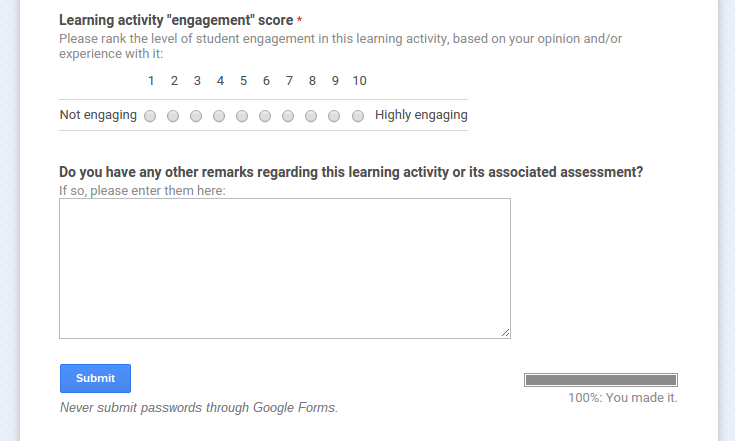 Learning activity "engagement" score *
Please rank the level of student engagement in this learning activity, based on your opinion and/or
experience with it:
1 2 3 4 5 6 7 8 9 10
Not engaging Highly engaging
Do you have any other remarks regarding this learning activity or its associated assessment?
If so, please enter them here:
Submit
100%: You made it.
Never submit passwords through Google Forms.